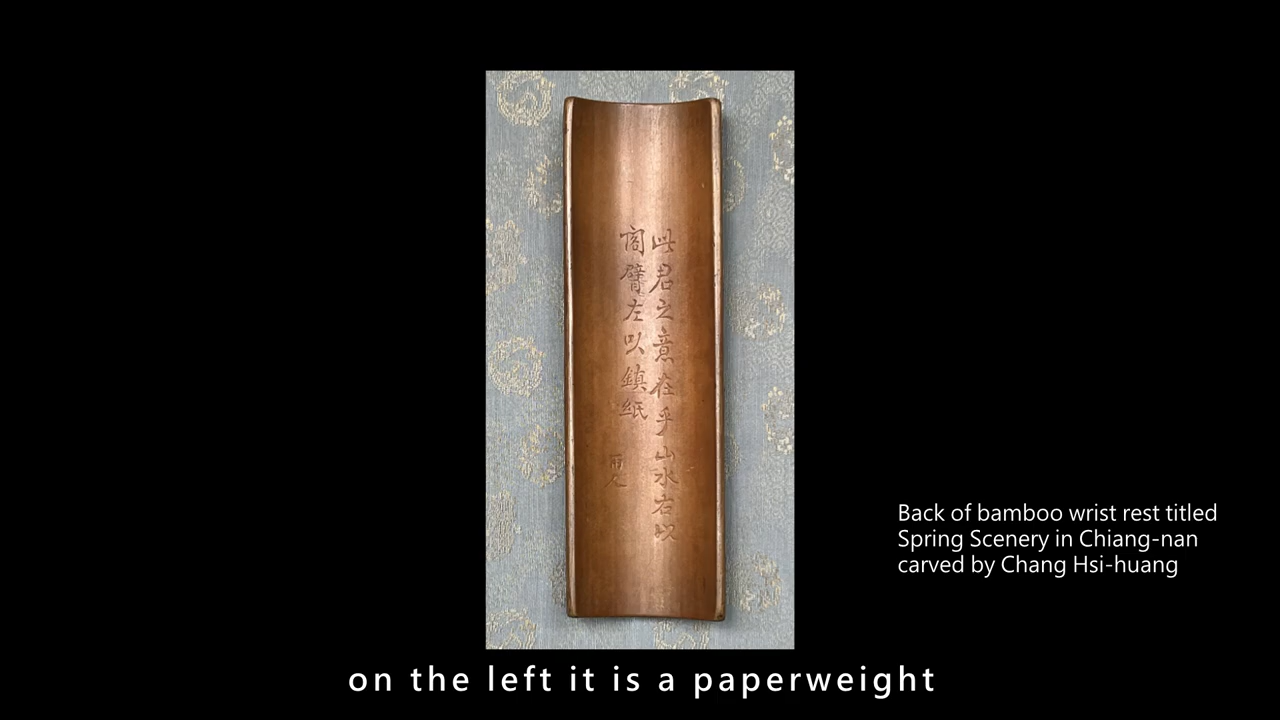 此君之意在乎山水右以
閣臂左以鎮紙
Back of bamboo wrist rest titled
Spring Scenery in Chiang-nan
carved by Chang Hsi-huang
on the left it is a paperweight